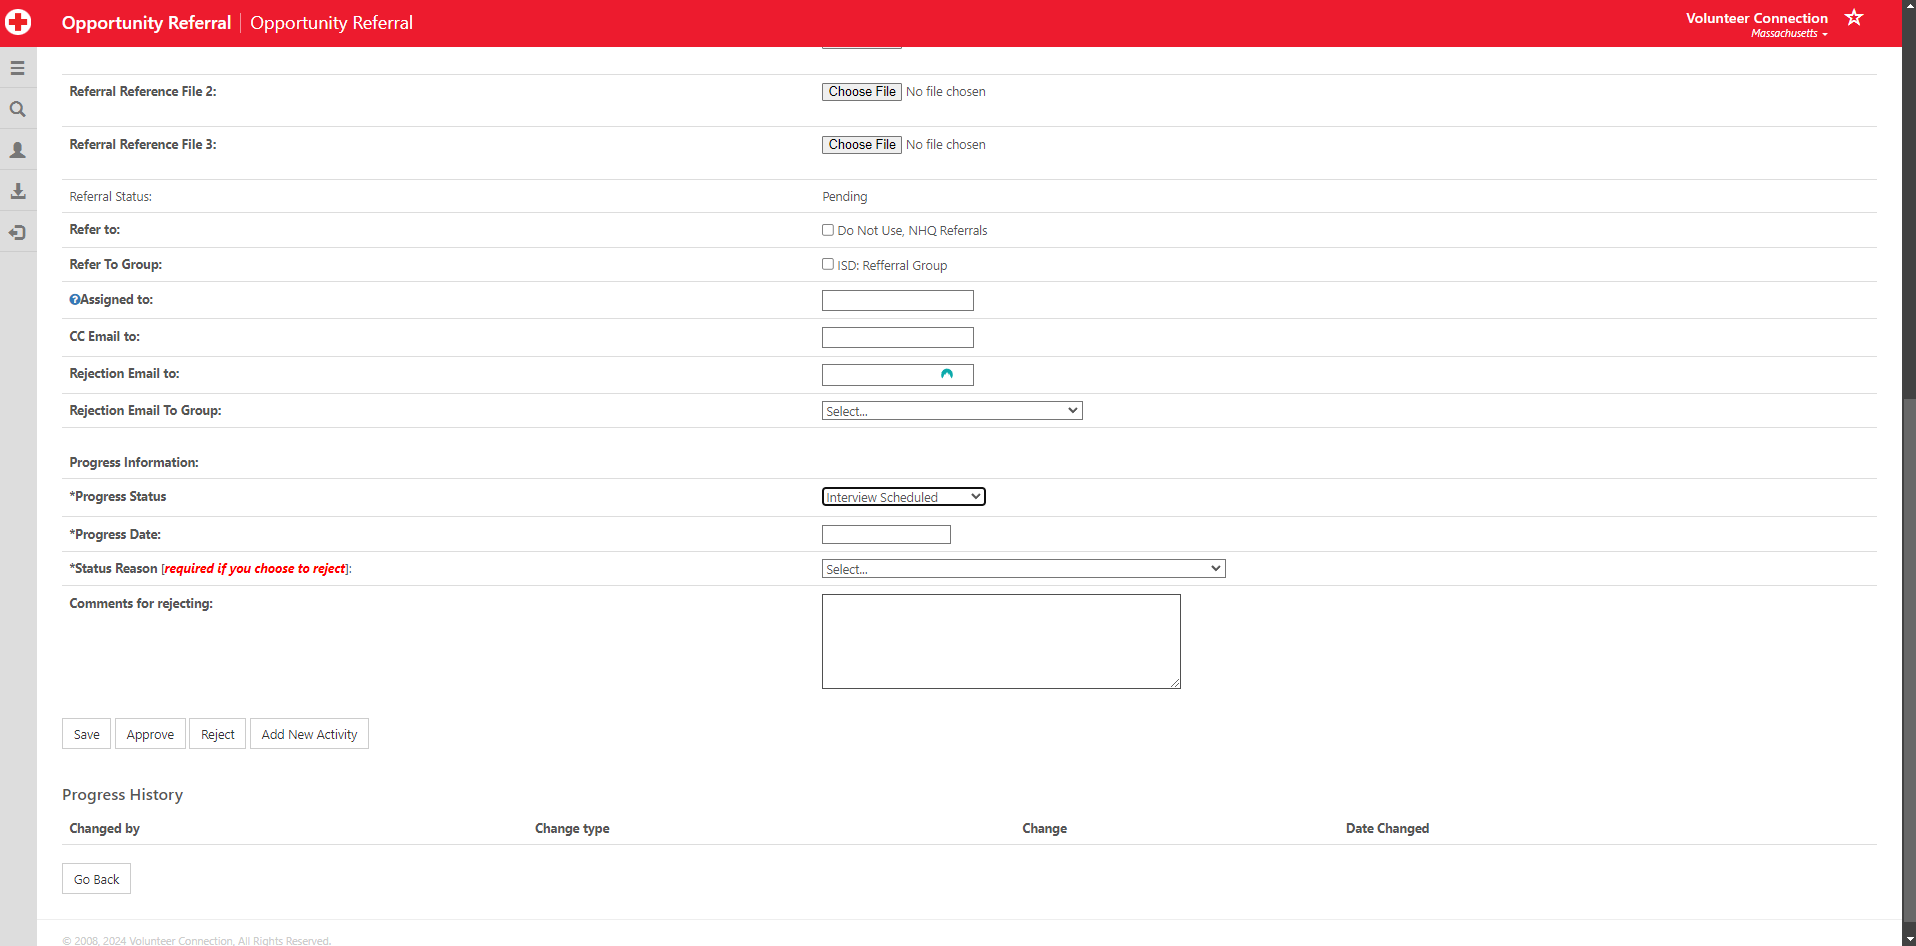 Opportunity Referral | Opportunity Referral
Volunteer Connection
Massachusetts
Referral Reference File 2: Choose File No file chosen
Referral Reference File 3: Choose File No file chosen
Referral Status: Pending
Refer to: Do Not Use, NHQ Referrals
Refer To Group: ISD: Refferral Group
Assigned to:
CC Email to:
Rejection Email to:
Rejection Email To Group: Select...
Progress Information:
*Progress Status Interview Scheduled
*Progress Date:
*Status Reason [required if you choose to reject]: Select...
Comments for rejecting:
Save Approve Reject Add New Activity
Progress History
Changed by Change type Change Date Changed
Go Back
© 2008, 2024 Volunteer Connection, All Rights Reserved.